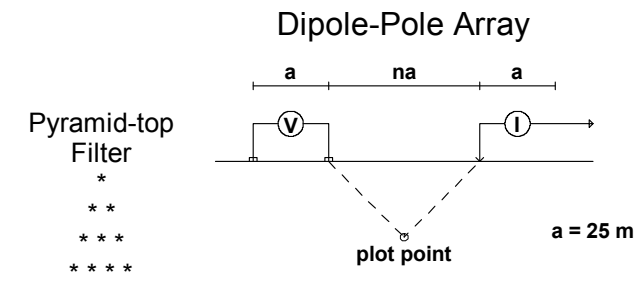 Dipole-Pole Array
a na a
V I
Pyramid-top
Filter
*
* *
* * *
* * * *
plot point
a = 25 m